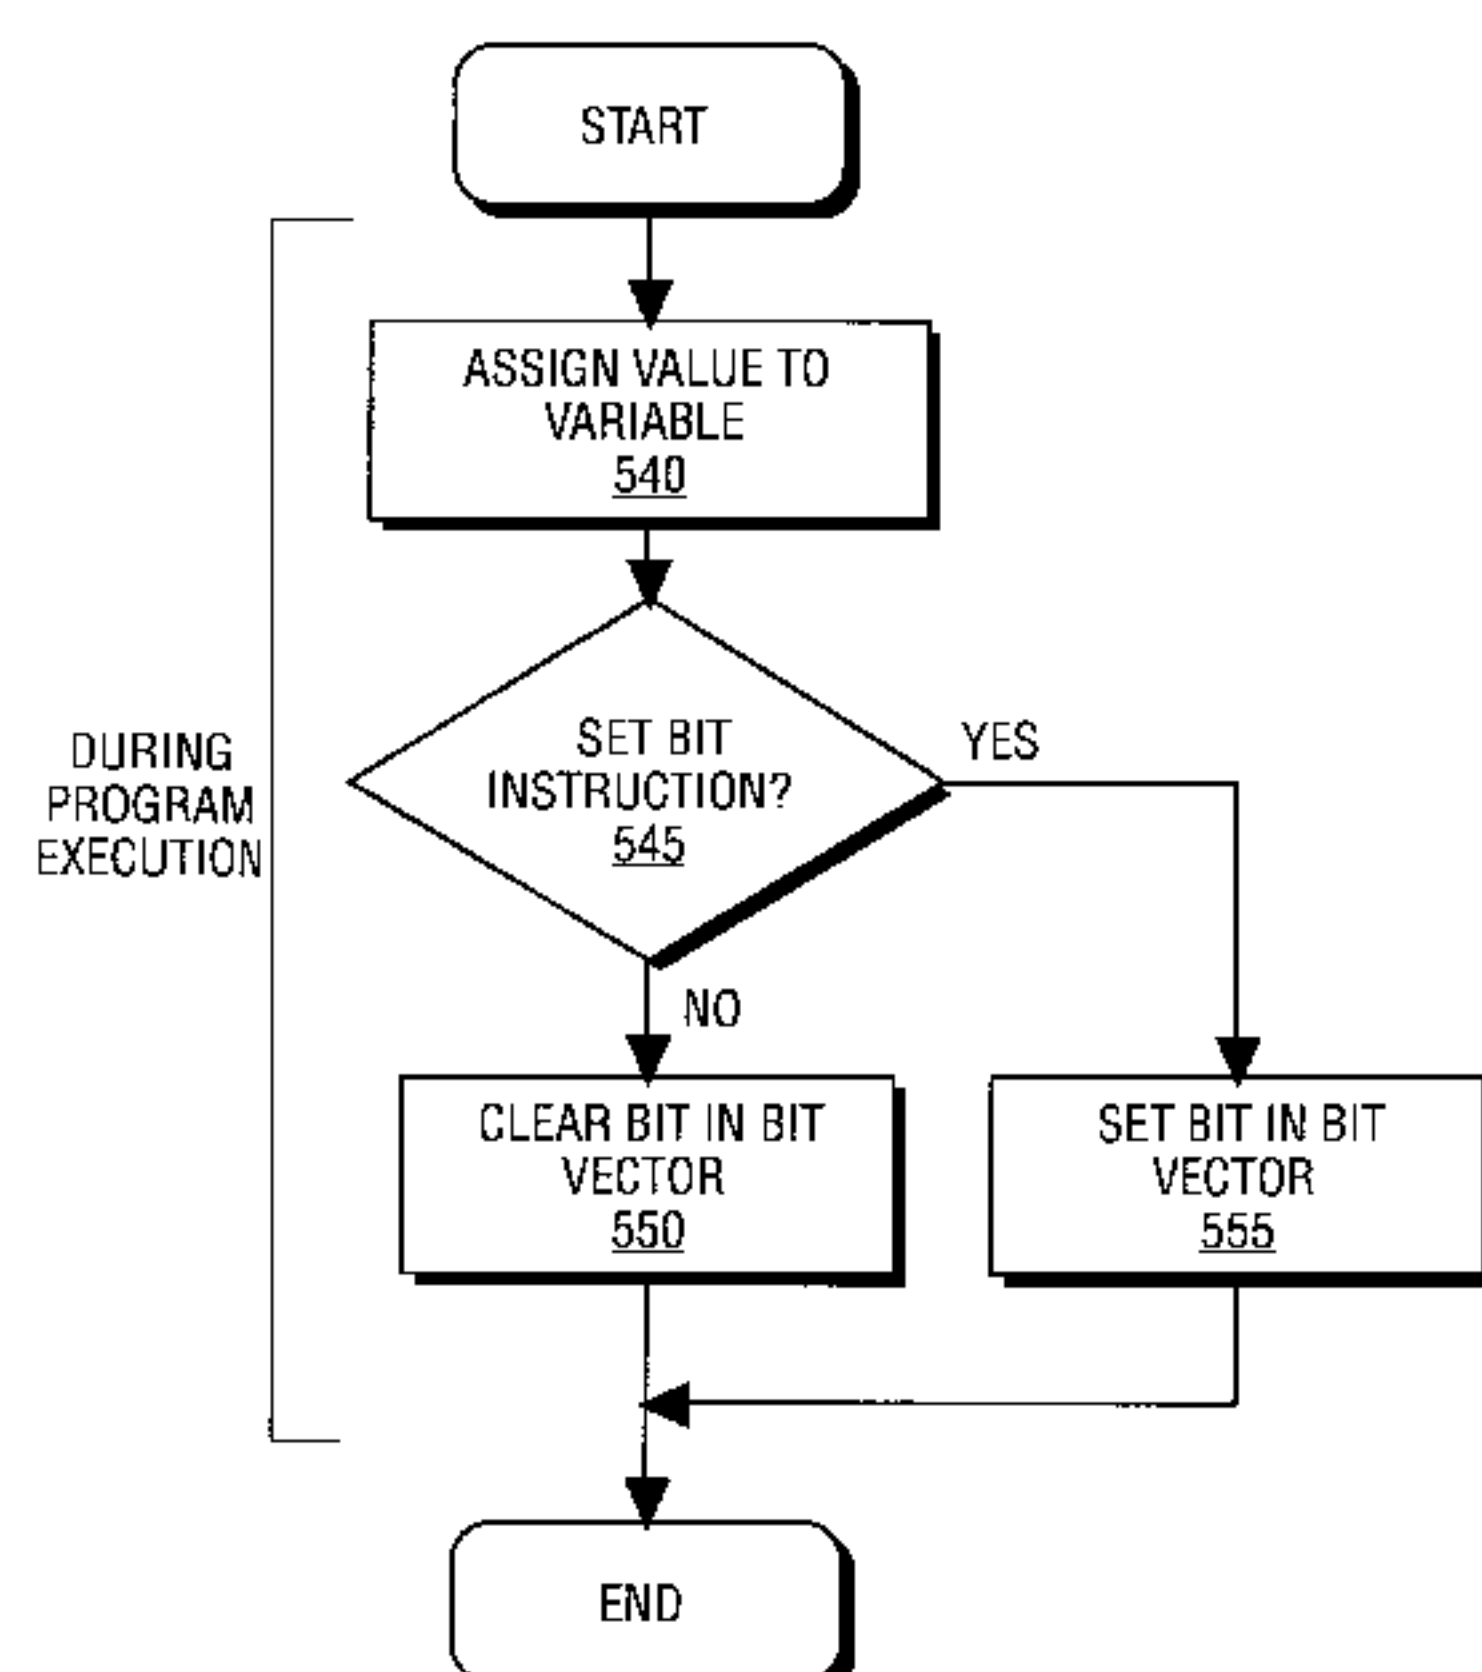 START
ASSIGN VALUE TO
VARIABLE
540
DURING
PROGRAM
EXECUTION
SET BIT
INSTRUCTION?
545
YES
NO
CLEAR BIT IN BIT
VECTOR
550
SET BIT IN BIT
VECTOR
555
END